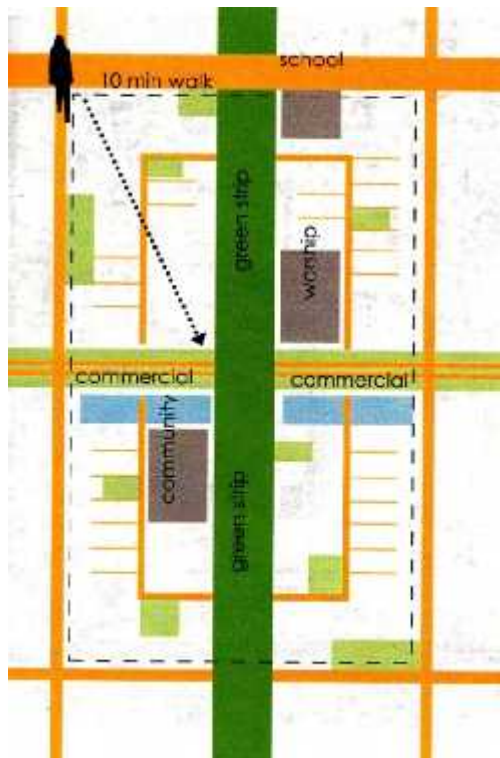 school
10 min walk
green strip
worship
commercial
commercial
community
green strip